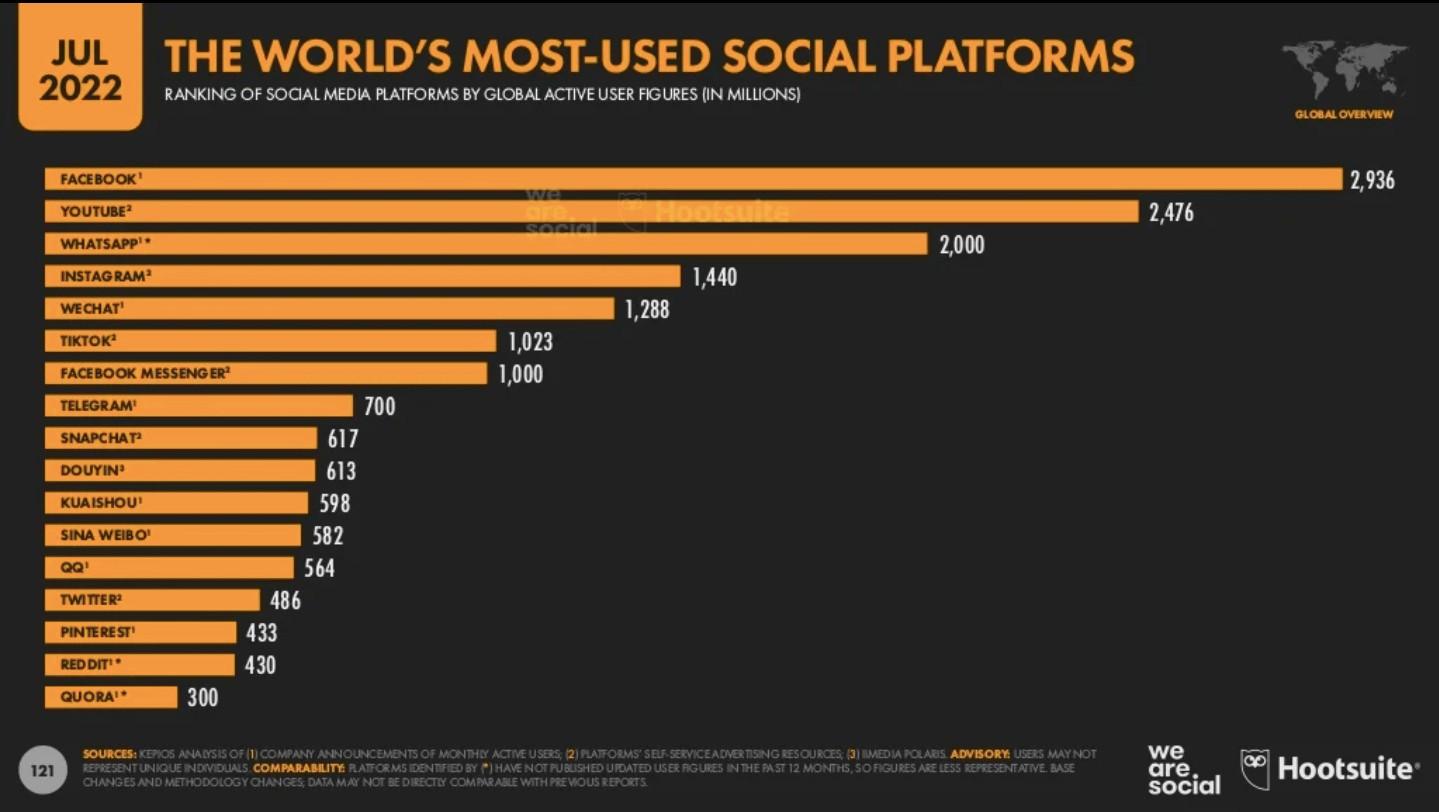 JUL
2022
THE WORLD'S MOST-USED SOCIAL PLATFORMS
RANKING OF SOCIAL MEDIA PLATFORMS BY GLOBAL ACTIVE USER FIGURES (IN MILLIONS)
GLOBAL OVERVIEW
FACEBOOK¹ 2,936
YOUTUBE² 2,476
WHATSAPP¹* 2,000
INSTAGRAM³ 1,440
WECHAT¹ 1,288
TIKTOK² 1,023
FACEBOOK MESSENGER² 1,000
TELEGRAM¹ 700
SNAPCHAT² 617
DOUYIN³ 613
KUAISHOU¹ 598
SINA WEIBO¹ 582
QQ¹ 564
TWITTER² 486
PINTEREST¹ 433
REDDIT¹* 430
QUORA¹* 300
we
are.
social
Hootsuite
121
SOURCES: KEPIOS ANALYSIS OF (1) COMPANY ANNOUNCEMENTS OF MONTHLY ACTIVE USERS; (2) PLATFORMS' SELF-SERVICE ADVERTISING RESOURCES; (3) IIMEDIA POLARIS. ADVISORY: USERS MAY NOT
REPRESENT UNIQUE INDIVIDUALS. COMPARABILITY: PLATFORMS IDENTIFIED BY (*) HAVE NOT PUBLISHED UPDATED USER FIGURES IN THE PAST 12 MONTHS, SO FIGURES ARE LESS REPRESENTATIVE. BASE
CHANGES AND METHODOLOGY CHANGES; DATA MAY NOT BE DIRECTLY COMPARABLE WITH PREVIOUS REPORTS.
we
are.
social
Hootsuite®